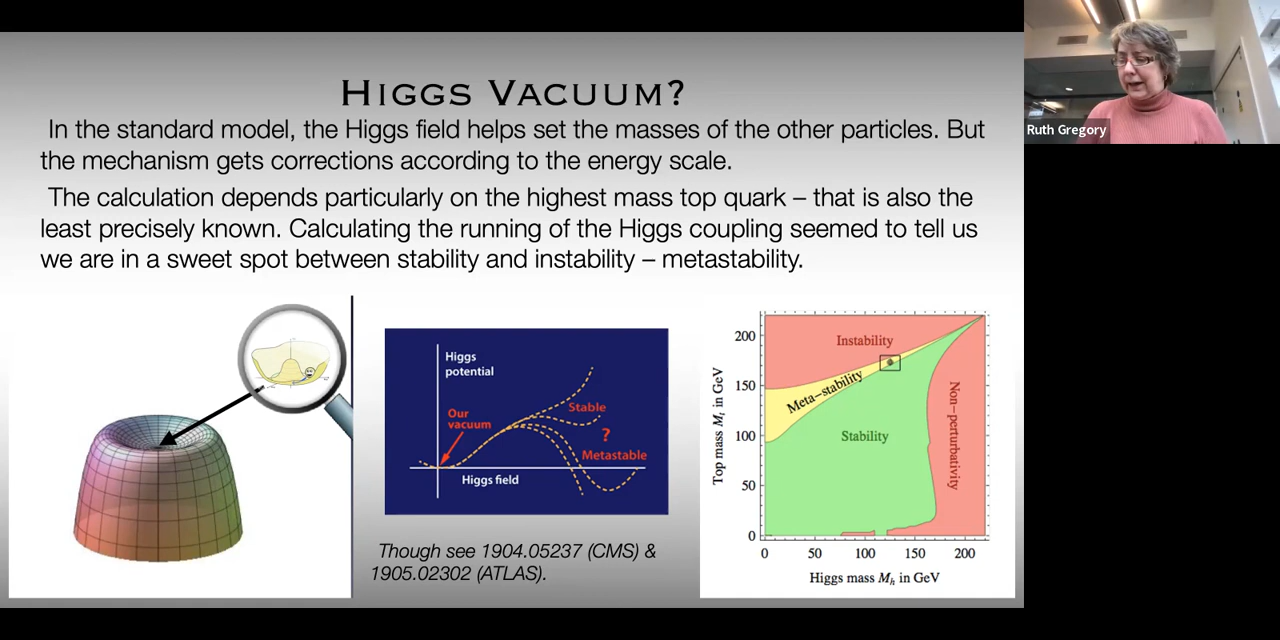 HIGGS VACUUM?
In the standard model, the Higgs field helps set the masses of the other particles. But
the mechanism gets corrections according to the energy scale.
The calculation depends particularly on the highest mass top quark – that is also the
least precisely known. Calculating the running of the Higgs coupling seemed to tell us
we are in a sweet spot between stability and instability – metastability.
Higgs
potential
Our
vacuum
Stable
?
Metastable
Higgs field
Though see 1904.05237 (CMS) &
1905.02302 (ATLAS).
Instability
Meta-stability
Stability
Non-perturbativity
Top mass Mt in GeV
200
150
100
50
0
0 50 100 150 200
Higgs mass Mh in GeV
Ruth Gregory